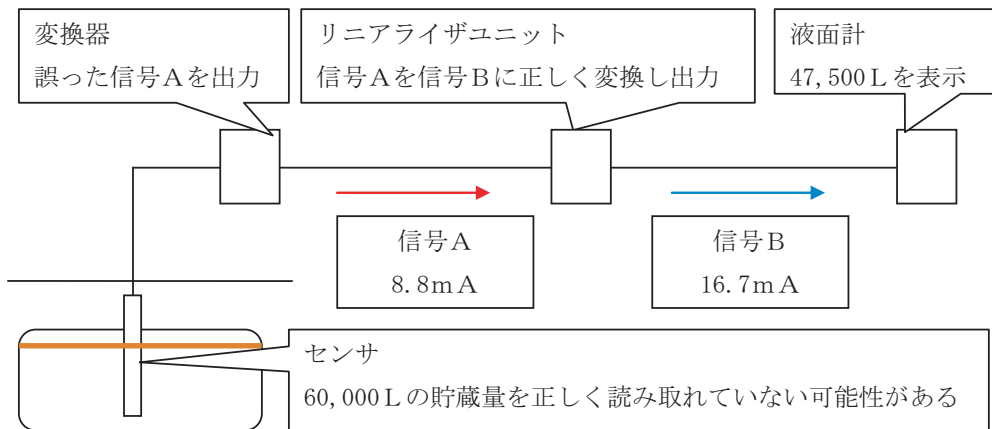 変換器
誤った信号Aを出力
リニアライザユニット
信号Aを信号Bに正しく変換し出力
液面計
47,500Lを表示
信号A
8.8mA
信号B
16.7mA
センサ
60,000Lの貯蔵量を正しく読み取れていない可能性がある